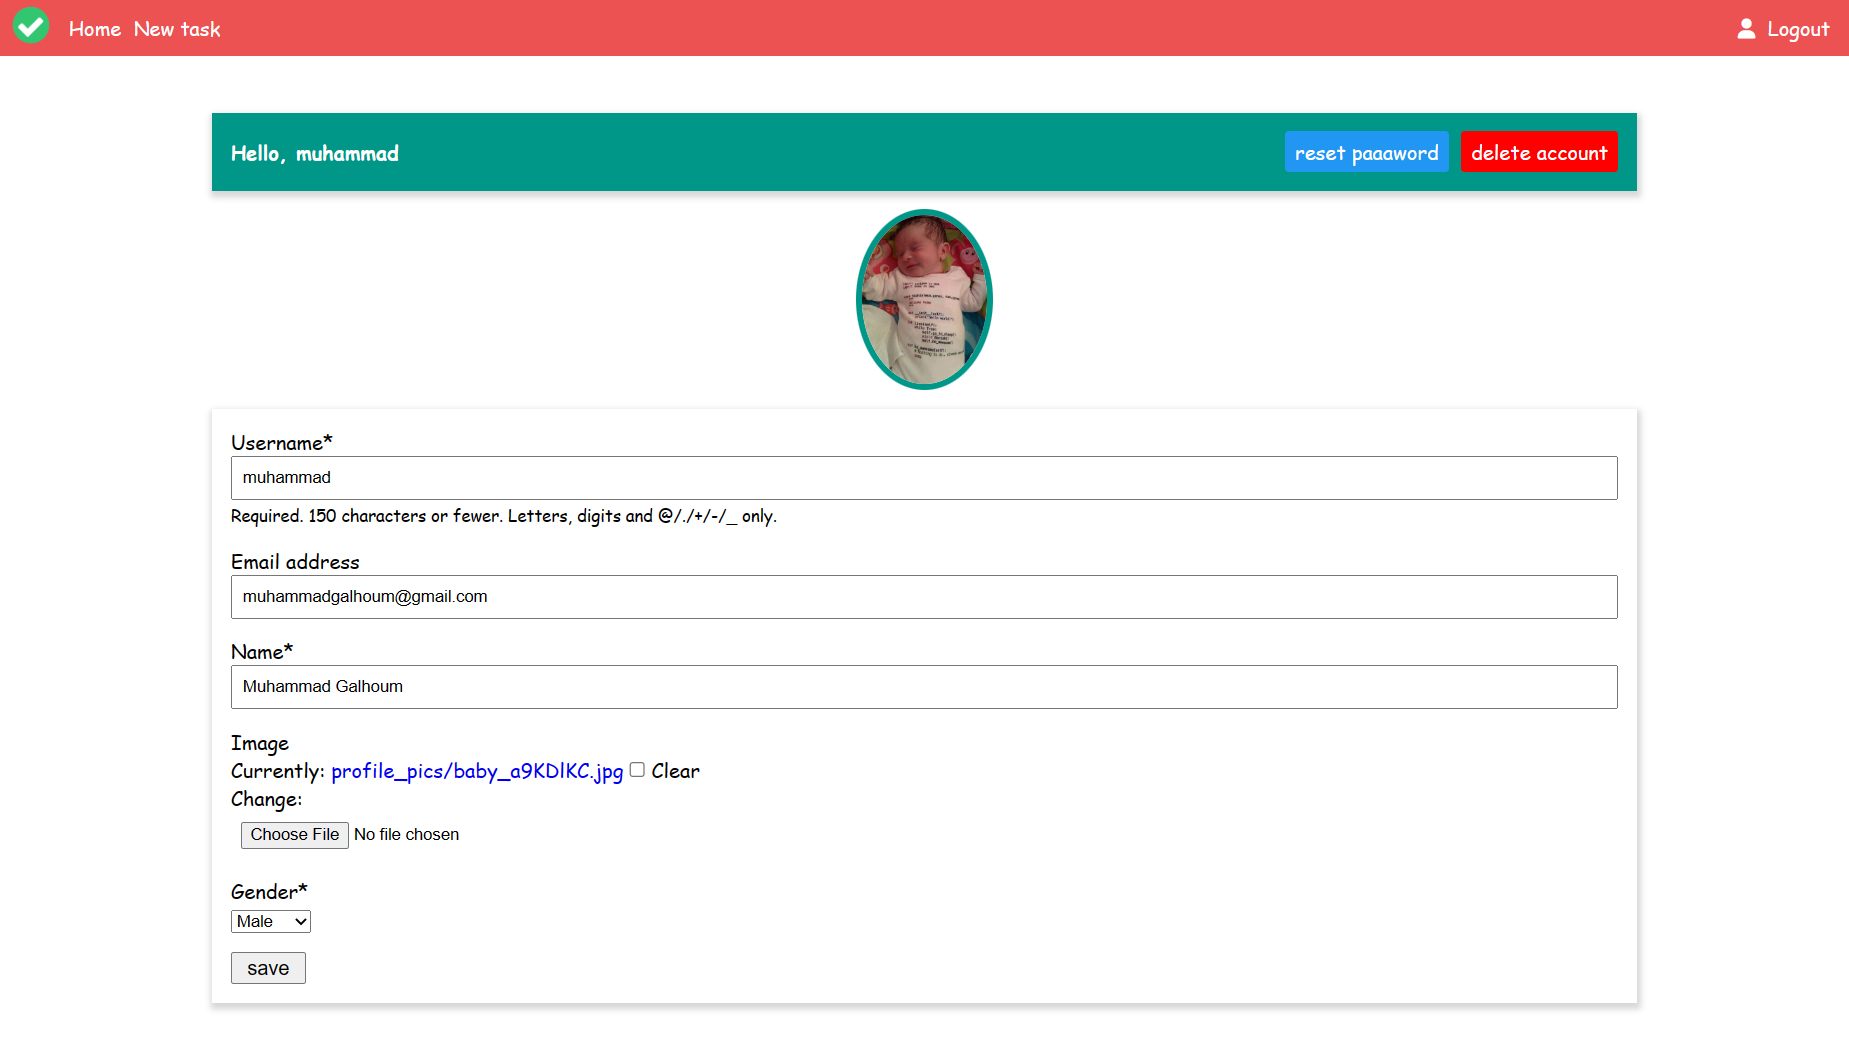 Home New task Logout
Hello, muhammad reset paaaword delete account
Username*
muhammad
Required. 150 characters or fewer. Letters, digits and @/./+/-/_ only.
Email address
muhammadgalhoum@gmail.com
Name*
Muhammad Galhoum
Image
Currently: profile_pics/baby_a9KDlKC.jpg Clear
Change:
Choose File No file chosen
Gender*
Male
save